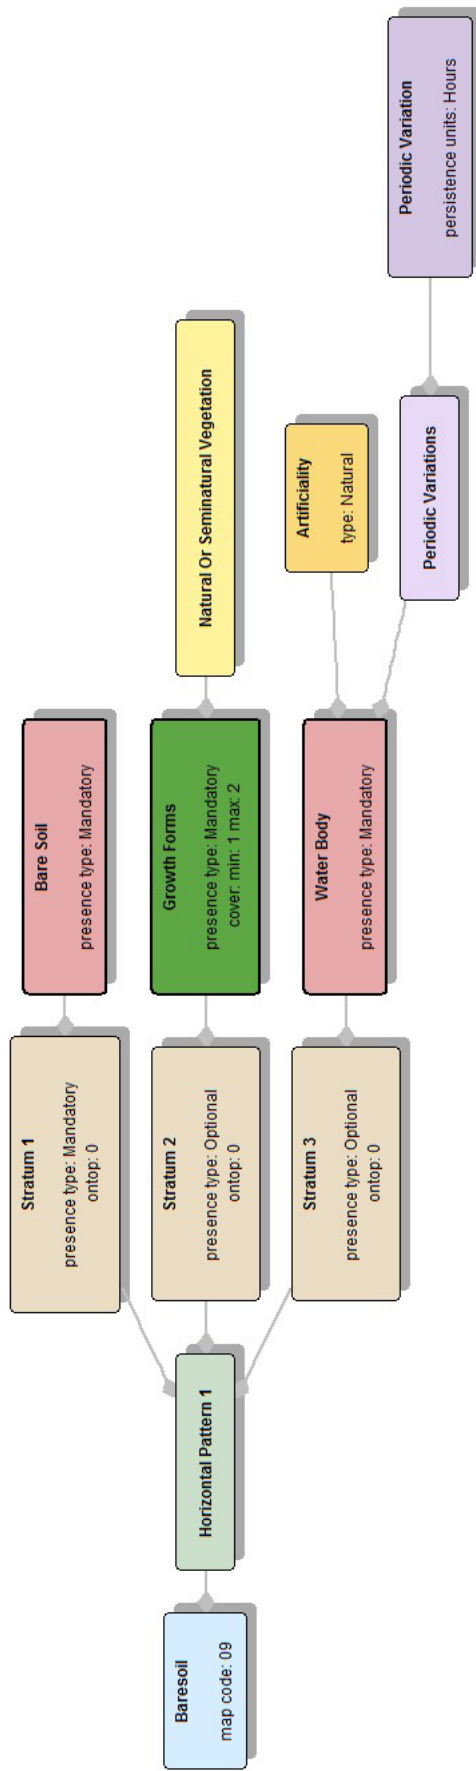 Baresoil
map code: 09
Horizontal Pattern 1
Stratum 1
presence type: Mandatory
ontop: 0
Stratum 2
presence type: Optional
ontop: 0
Stratum 3
presence type: Optional
ontop: 0
Bare Soil
presence type: Mandatory
Growth Forms
presence type: Mandatory
cover: min: 1 max: 2
Water Body
presence type: Mandatory
Natural Or Seminatural Vegetation
Artificiality
type: Natural
Periodic Variations
Periodic Variation
persistence units: Hours